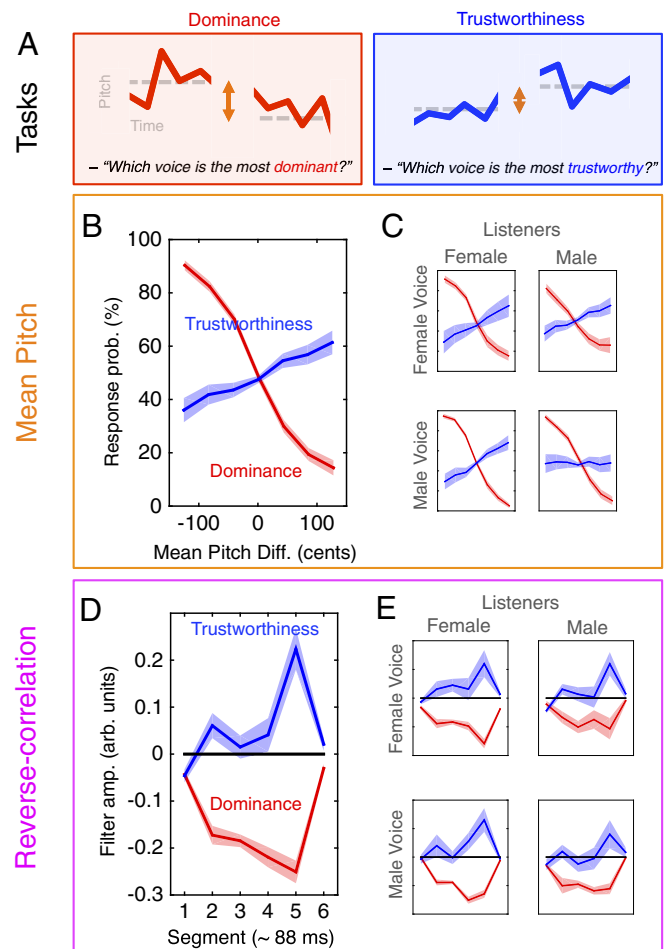 Dominance
Trustworthiness
A
Tasks
Pitch
Time
– “Which voice is the most dominant?”
– “Which voice is the most trustworthy?”
Mean Pitch
B
100
80
60
40
20
0
Response prob. (%)
Trustworthiness
Dominance
-100 0 100
Mean Pitch Diff. (cents)
C
Listeners
Female Male
Female Voice
Male Voice
Reverse-correlation
D
0.2
0.1
0
-0.1
-0.2
-0.3
Filter amp. (arb. units)
Trustworthiness
Dominance
1 2 3 4 5 6
Segment (~ 88 ms)
E
Listeners
Female Male
Female Voice
Male Voice